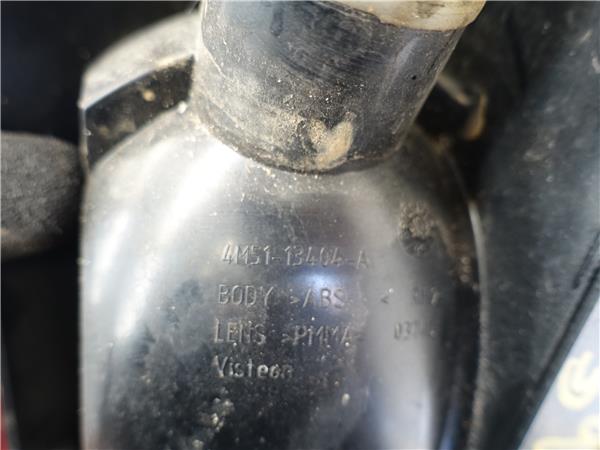 4M51-13404-A
BODY >ABS <
LENS >PMMA
Visteon